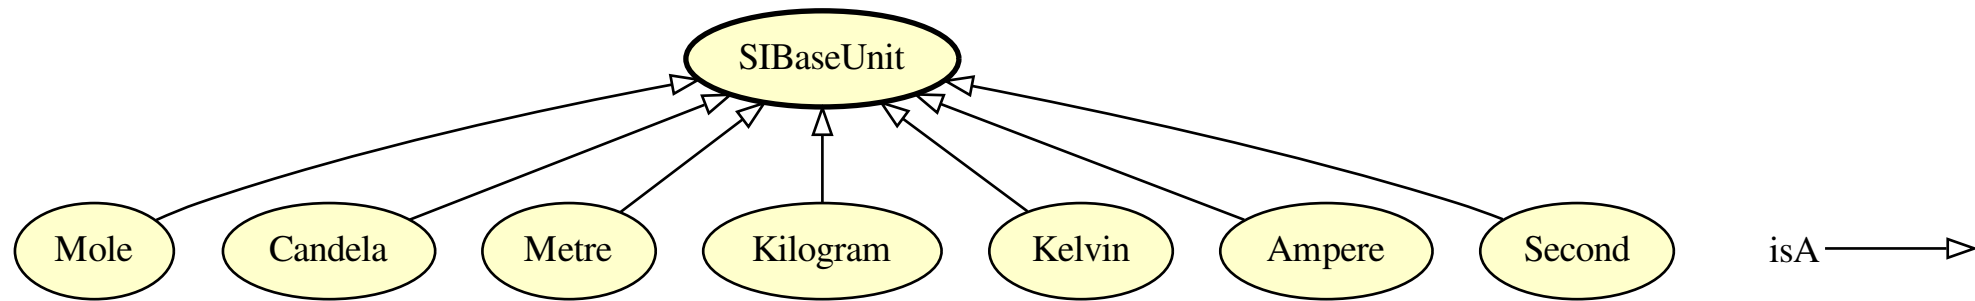 SIBaseUnit
Mole
Candela
Metre
Kilogram
Kelvin
Ampere
Second
isA